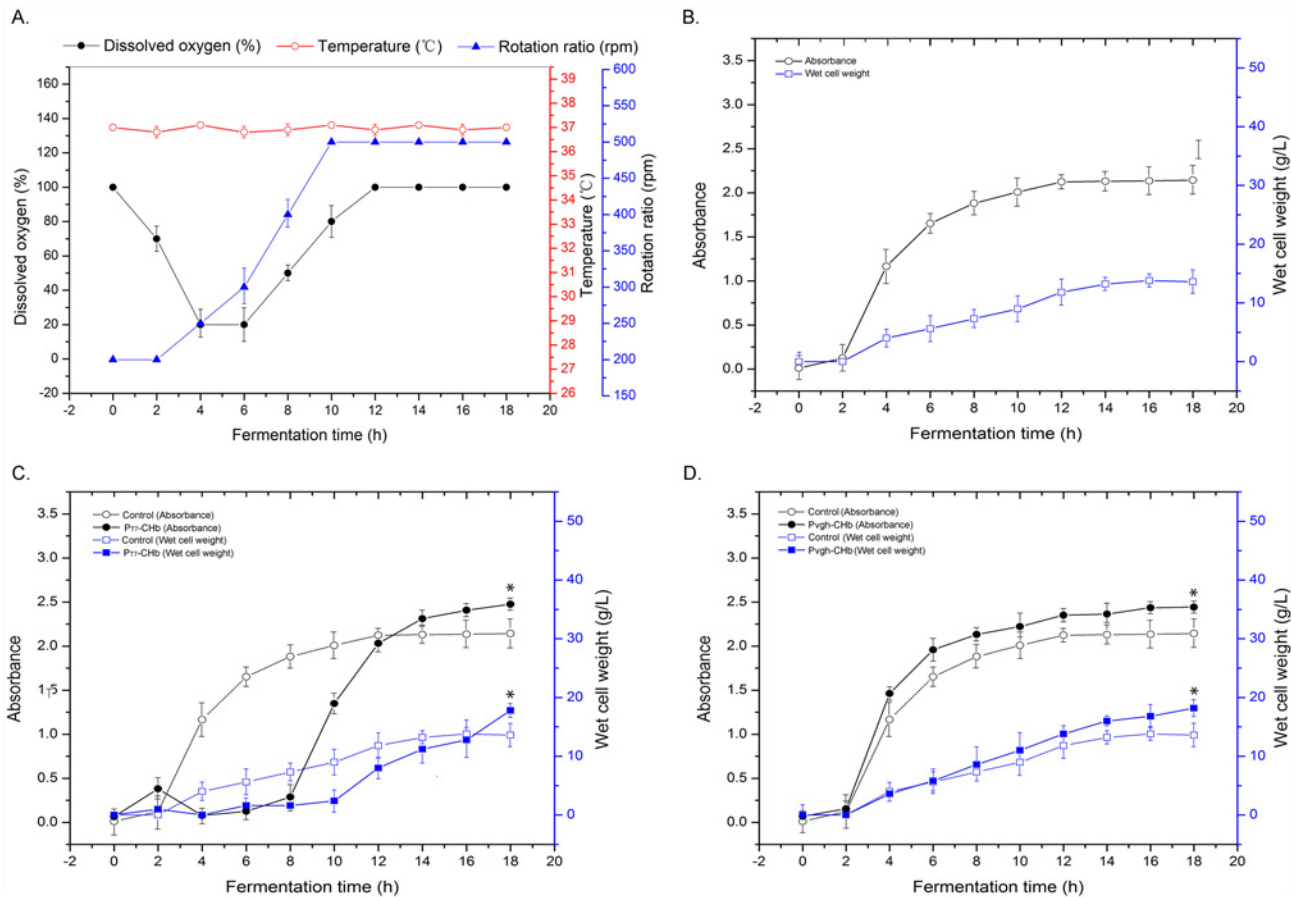 A.
Dissolved oxygen (%) Temperature (℃) Rotation ratio (rpm)
Dissolved oxygen (%)
160
140
120
100
80
60
40
20
0
-20
-2 0 2 4 6 8 10 12 14 16 18 20
Fermentation time (h)
39
38
37
36
35
34
33
32
31
30
29
28
27
26
Temperature (℃)
Rotation ratio (rpm)
600
550
500
450
400
350
300
250
200
150
B.
Absorbance
Wet cell weight
Absorbance
3.5
3.0
2.5
2.0
1.5
1.0
0.5
0.0
-2 0 2 4 6 8 10 12 14 16 18 20
Fermentation time (h)
50
40
30
20
10
0
Wet cell weight (g/L)
C.
Control (Absorbance)
PT7-CHb (Absorbance)
Control (Wet cell weight)
PT7-CHb (Wet cell weight)
Absorbance
3.5
3.0
2.5
2.0
1.5
1.0
0.5
0.0
*
*
-2 0 2 4 6 8 10 12 14 16 18 20
Fermentation time (h)
50
40
30
20
10
0
Wet cell weight (g/L)
D.
Control (Absorbance)
Pvgh-CHb (Absorbance)
Control (Wet cell weight)
Pvgh-CHb (Wet cell weight)
Absorbance
3.5
3.0
2.5
2.0
1.5
1.0
0.5
0.0
*
*
-2 0 2 4 6 8 10 12 14 16 18 20
Fermentation time (h)
50
40
30
20
10
0
Wet cell weight (g/L)